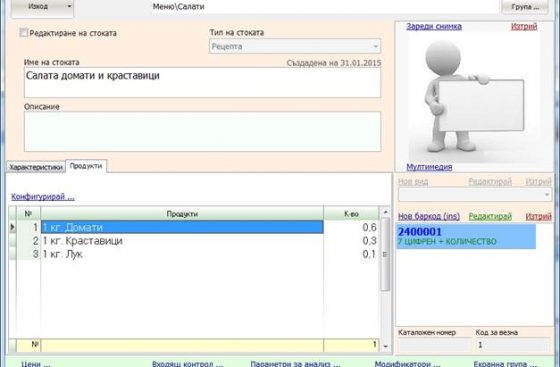 Изход Меню\Салати Група ...
Редактиране на стоката Тип на стоката
Рецепта
Зареди снимка Изтрий
Име на стоката Създадена на 31.01.2015
Салата домати и краставици
Описание
Мултимедия
Характеристики Продукти
Нов вид Редактирай Изтрий
Конфигурирай ...
№ Продукти К-во
Нов баркод (ins) Редактирай Изтрий
1 1 кг. Домати 0,6
2 1 кг. Краставици 0,3
3 1 кг. Лук 0,1
2400001
7 ЦИФРЕН + КОЛИЧЕСТВО
Каталожен номер Код за везна
№ 1
1
Цени ... Входящ контрол ... Параметри за анализ ... Модификатори ... Екранна група ...